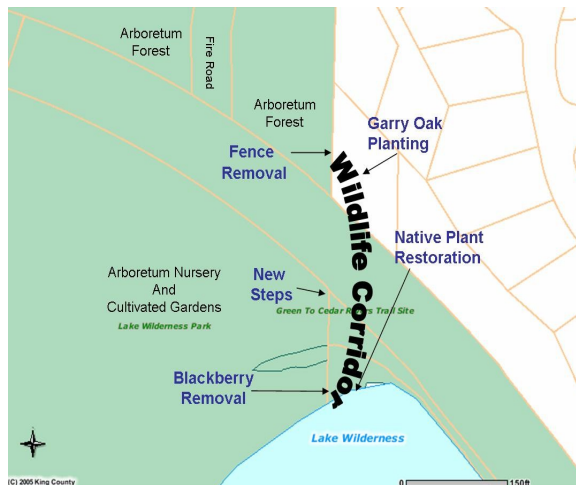 Arboretum
Forest
Fire Road
Arboretum
Forest
Garry Oak
Planting
Fence
Removal
Wildlife Corridor
Native Plant
Restoration
Arboretum Nursery
And
Cultivated Gardens
Lake Wilderness Park
New
Steps
Green To Cedar Rivers Trail Site
Blackberry
Removal
Lake Wilderness
(C) 2005 King County
0
150ft